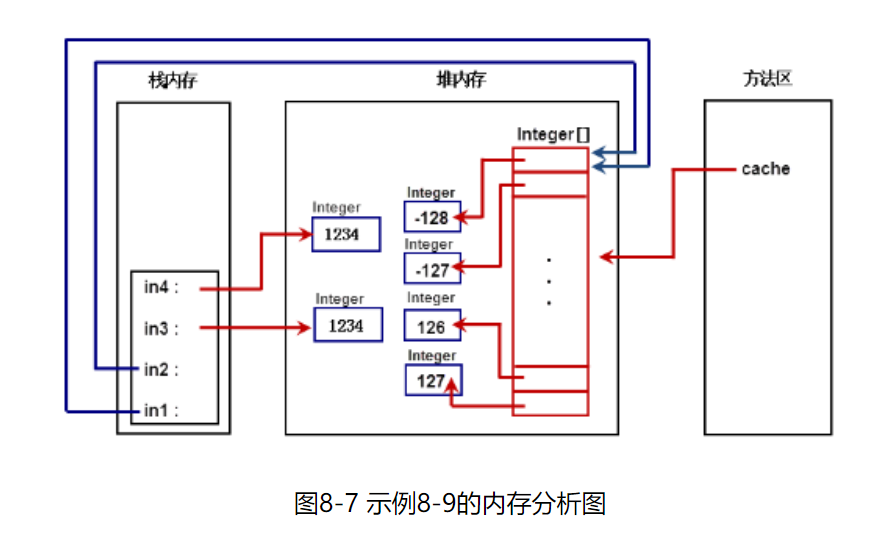 栈内存
堆内存
方法区
Integer[]
cache
Integer
-128
Integer
1234
Integer
-127
in4 :
Integer
1234
Integer
126
in3 :
Integer
127
in2 :
in1 :
图8-7 示例8-9的内存分析图